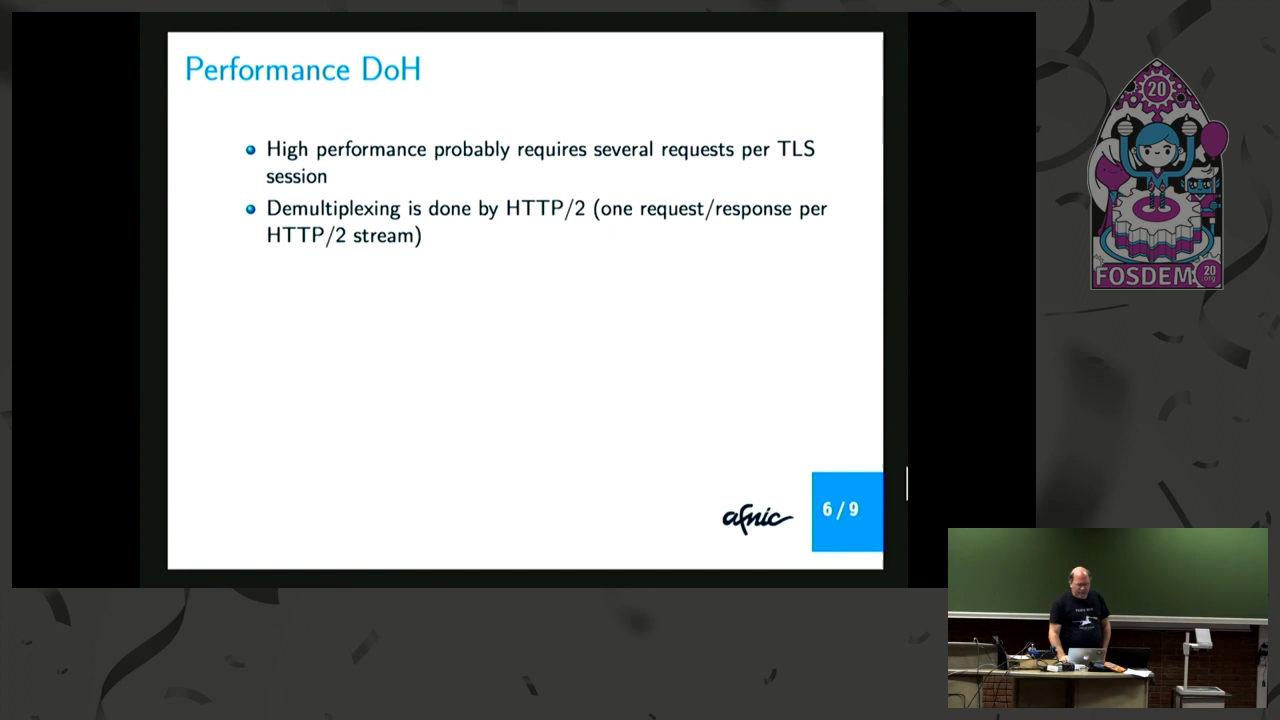 Performance DoH
High performance probably requires several requests per TLS
session
Demultiplexing is done by HTTP/2 (one request/response per
HTTP/2 stream)
afnic
6 / 9
20
FOSDEM
20
.org